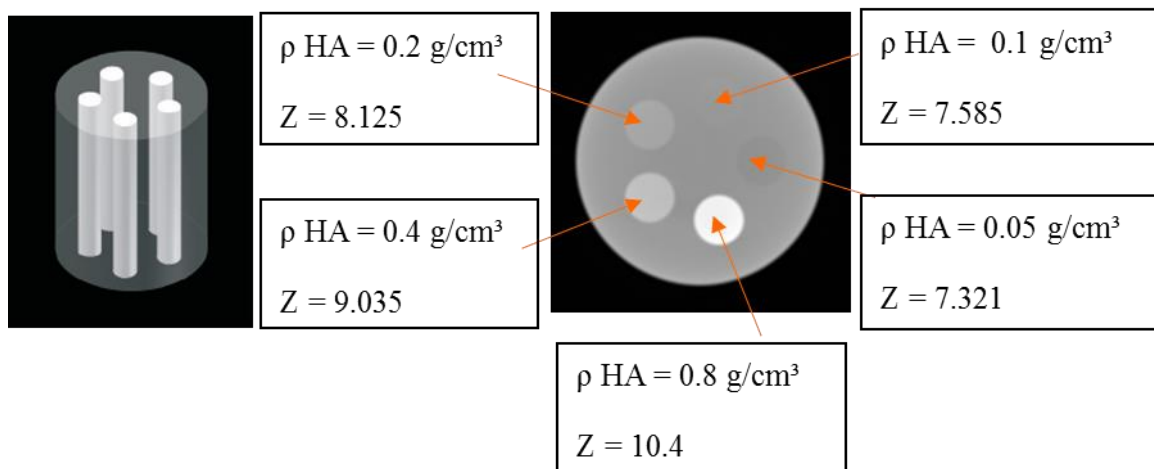 ρ HA = 0.2 g/cm³
Z = 8.125
ρ HA = 0.4 g/cm³
Z = 9.035
ρ HA =  0.1 g/cm³
Z = 7.585
ρ HA = 0.05 g/cm³
Z = 7.321
ρ HA = 0.8 g/cm³
Z = 10.4